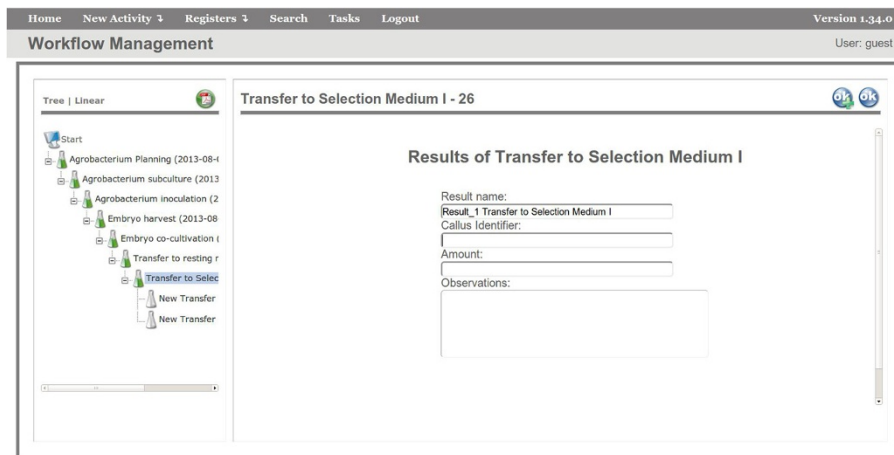 Home New Activity ↴ Registers ↴ Search Tasks Logout Version 1.34.0
Workflow Management User: guest
Tree | Linear
Start
Agrobacterium Planning (2013-08-
Agrobacterium subculture (2013
Agrobacterium inoculation (2
Embryo harvest (2013-08
Embryo co-cultivation (
Transfer to resting
Transfer to Selec
New Transfer
New Transfer
Transfer to Selection Medium I - 26
ok ok
Results of Transfer to Selection Medium I
Result name:
Result_1 Transfer to Selection Medium I
Callus Identifier:
Amount:
Observations: